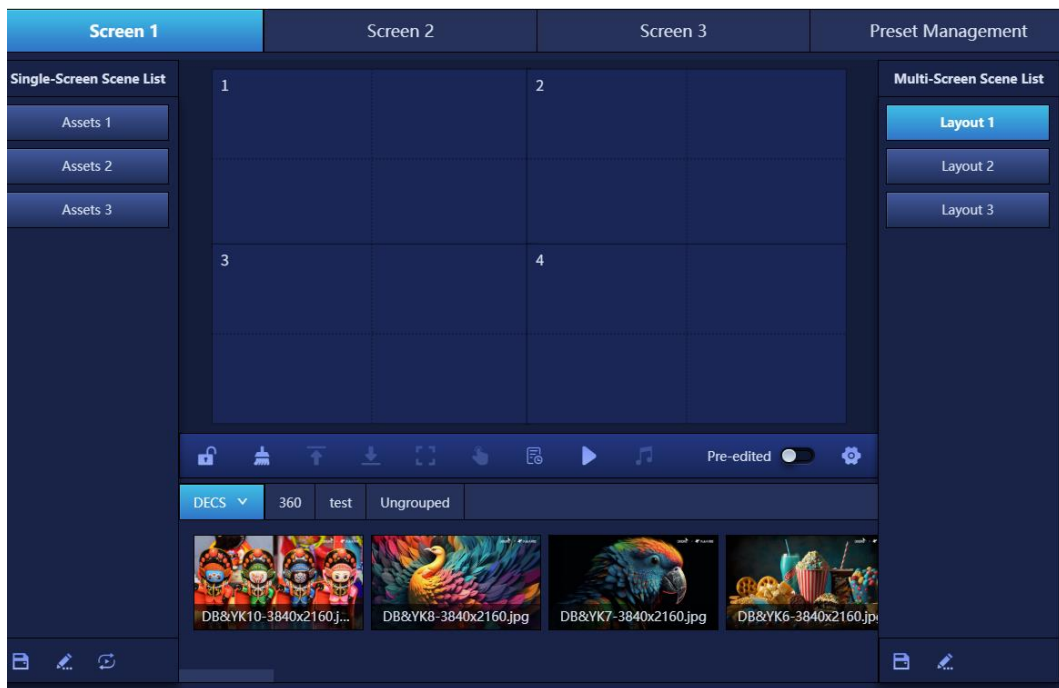 Screen 1
Screen 2
Screen 3
Preset Management
Single-Screen Scene List
Assets 1
Assets 2
Assets 3
1
2
3
4
Multi-Screen Scene List
Layout 1
Layout 2
Layout 3
Pre-edited
DECS
360
test
Ungrouped
DB&YK10-3840x2160.j...
DB&YK8-3840x2160.jpg
DB&YK7-3840x2160.jpg
DB&YK6-3840x2160.jp